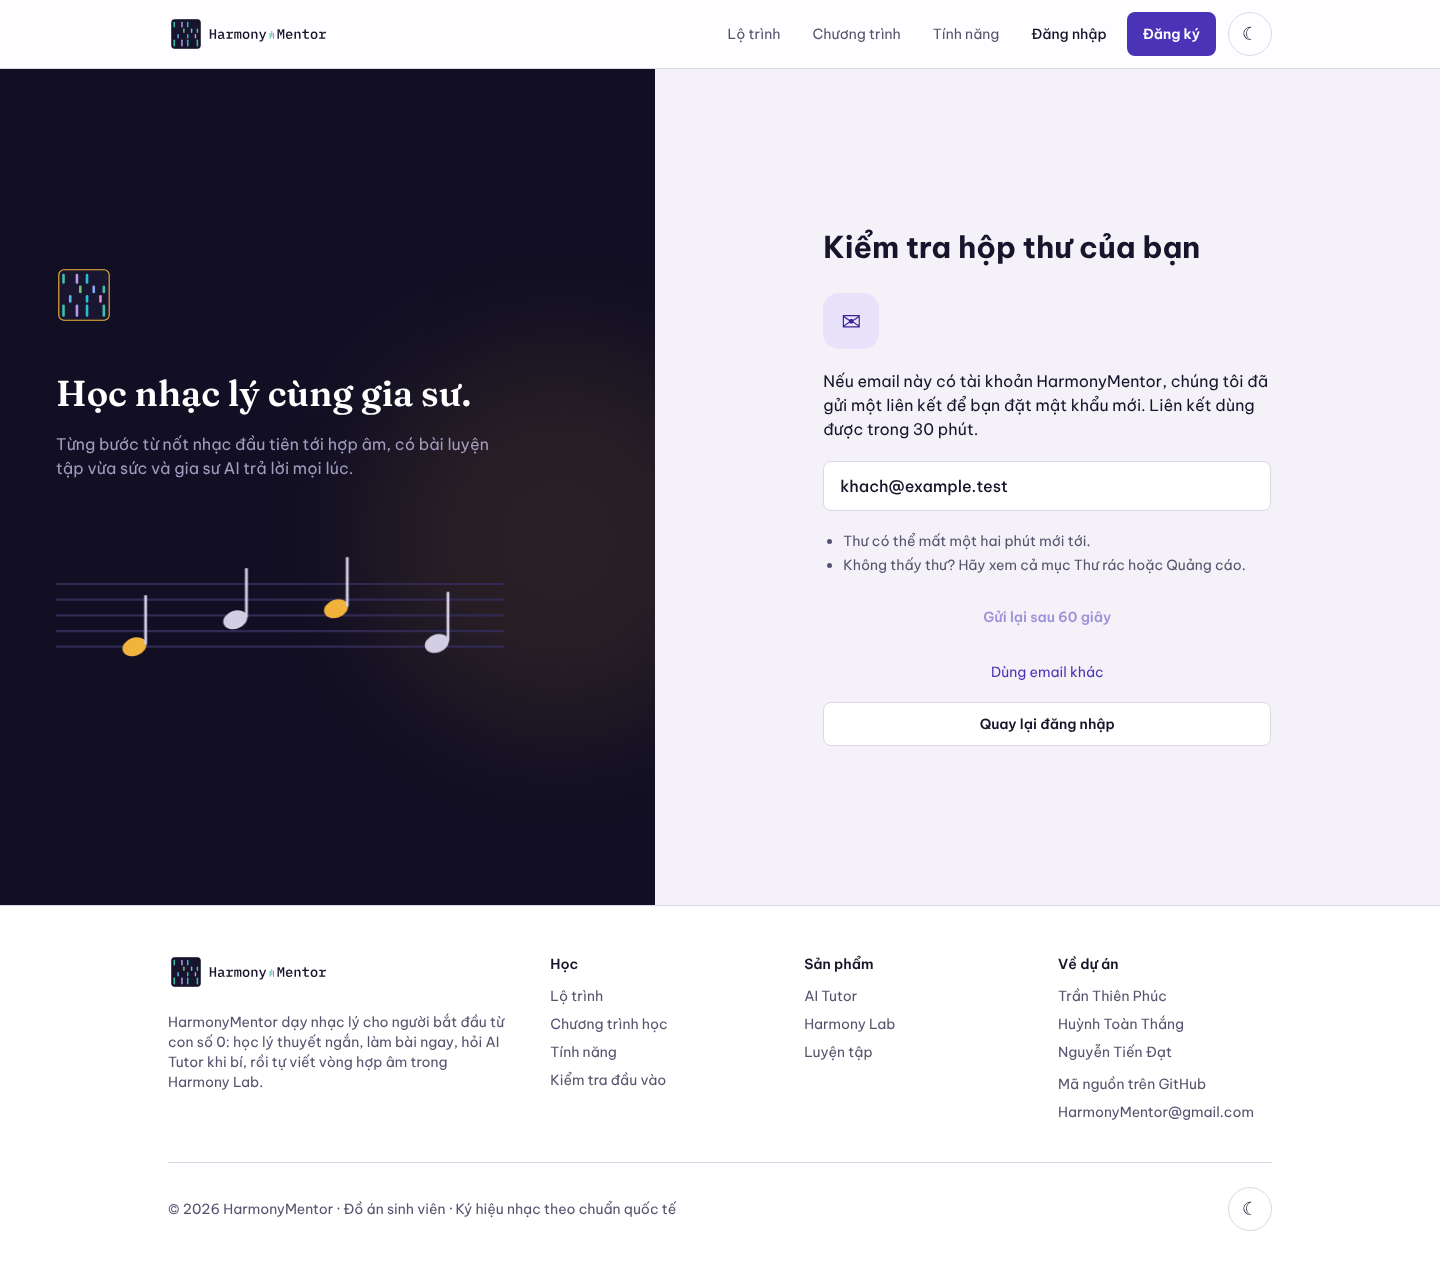 Harmony Mentor
Lộ trình
Chương trình
Tính năng
Đăng nhập
Đăng ký
Học nhạc lý cùng gia sư.
Từng bước từ nốt nhạc đầu tiên tới hợp âm, có bài luyện
tập vừa sức và gia sư AI trả lời mọi lúc.
Kiểm tra hộp thư của bạn
Nếu email này có tài khoản HarmonyMentor, chúng tôi đã
gửi một liên kết để bạn đặt mật khẩu mới. Liên kết dùng
được trong 30 phút.
khach@example.test
Thư có thể mất một hai phút mới tới.
Không thấy thư? Hãy xem cả mục Thư rác hoặc Quảng cáo.
Gửi lại sau 60 giây
Dùng email khác
Quay lại đăng nhập
Harmony Mentor
HarmonyMentor dạy nhạc lý cho người bắt đầu từ
con số 0: học lý thuyết ngắn, làm bài ngay, hỏi AI
Tutor khi bí, rồi tự viết vòng hợp âm trong
Harmony Lab.
Học
Lộ trình
Chương trình học
Tính năng
Kiểm tra đầu vào
Sản phẩm
AI Tutor
Harmony Lab
Luyện tập
Về dự án
Trần Thiên Phúc
Huỳnh Toàn Thắng
Nguyễn Tiến Đạt
Mã nguồn trên GitHub
HarmonyMentor@gmail.com
© 2026 HarmonyMentor · Đồ án sinh viên · Ký hiệu nhạc theo chuẩn quốc tế